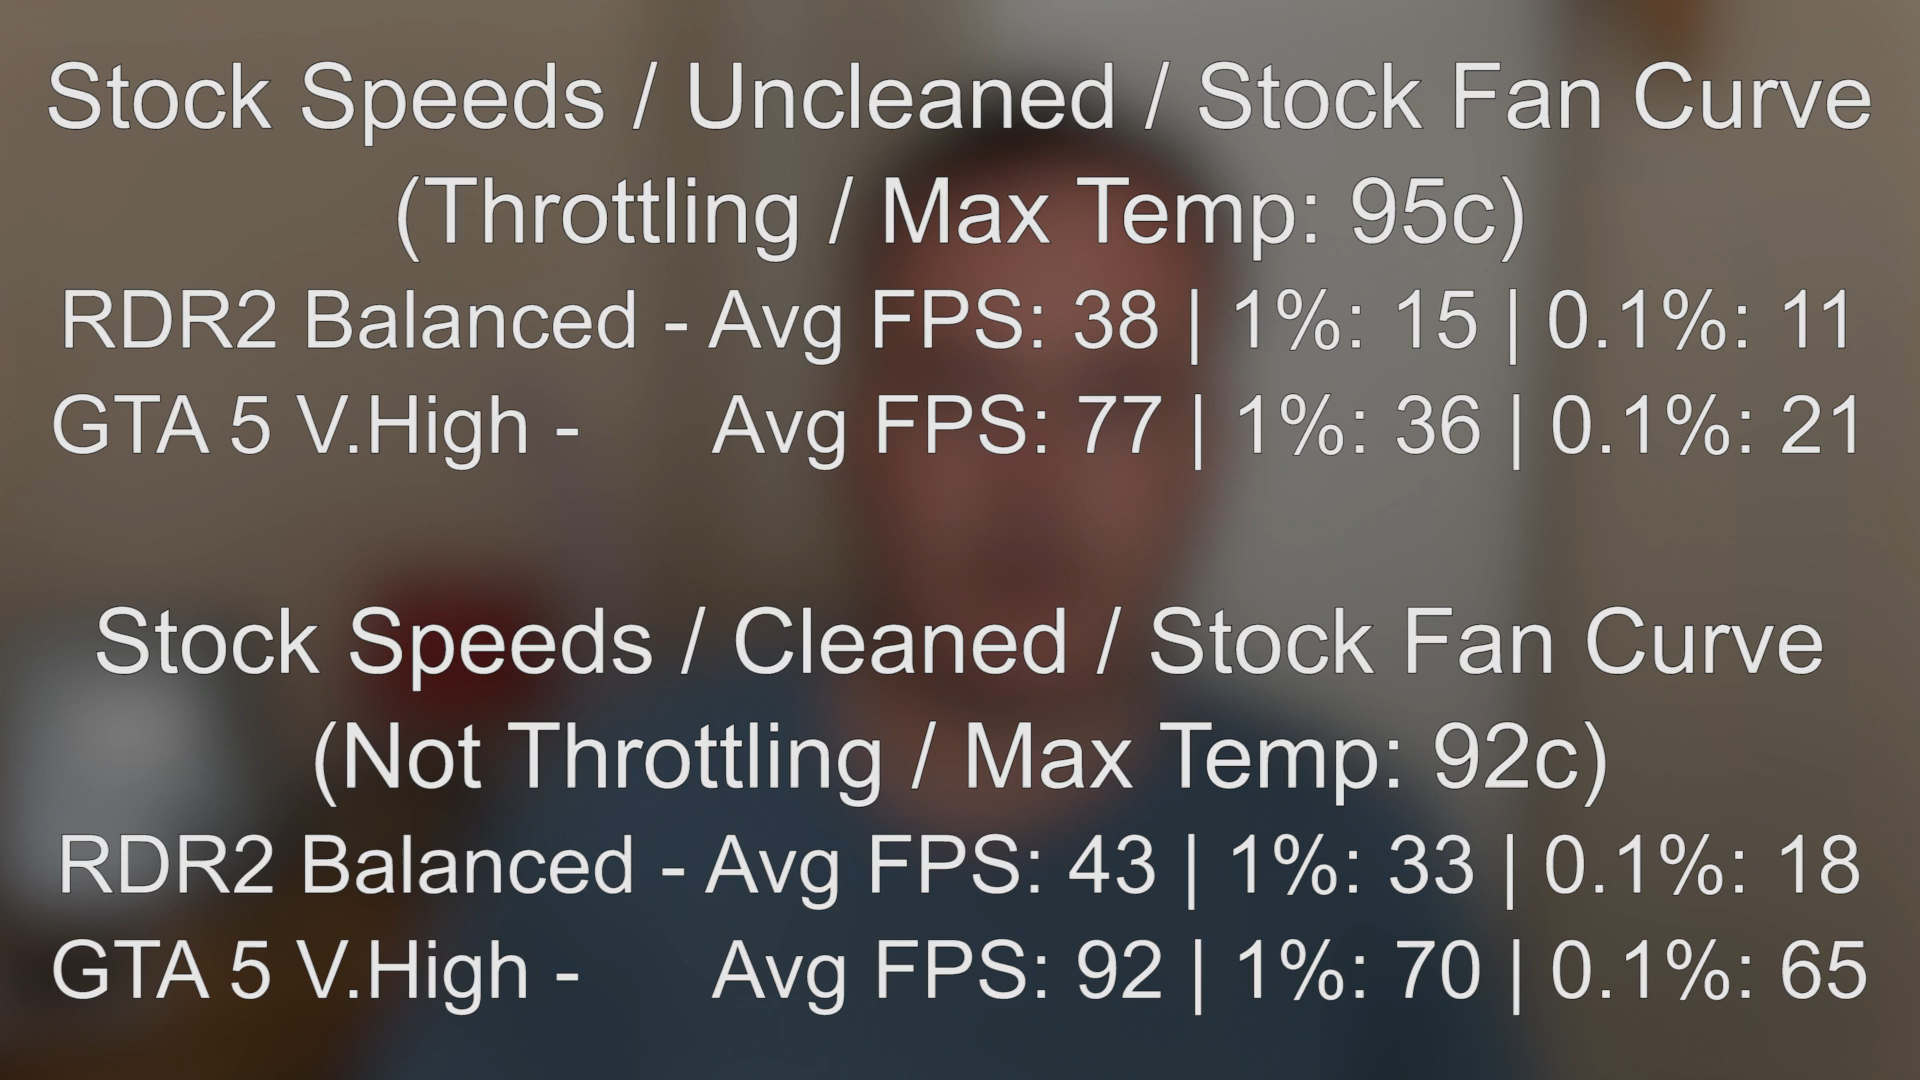 Stock Speeds / Uncleaned / Stock Fan Curve
(Throttling / Max Temp: 95c)
RDR2 Balanced - Avg FPS: 38 | 1%: 15 | 0.1%: 11
GTA 5 V.High - Avg FPS: 77 | 1%: 36 | 0.1%: 21
Stock Speeds / Cleaned / Stock Fan Curve
(Not Throttling / Max Temp: 92c)
RDR2 Balanced - Avg FPS: 43 | 1%: 33 | 0.1%: 18
GTA 5 V.High - Avg FPS: 92 | 1%: 70 | 0.1%: 65